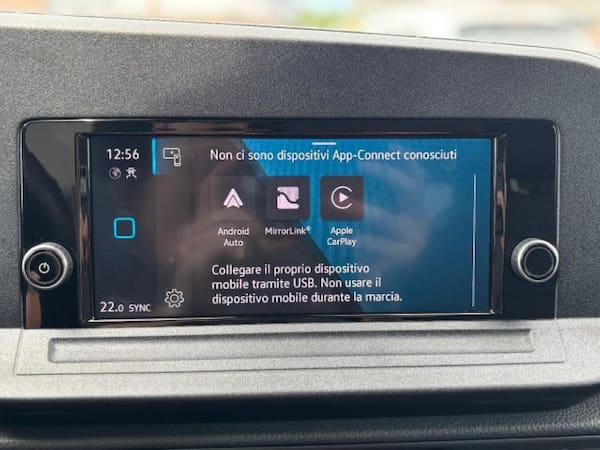 12:56
Non ci sono dispositivi App-Connect conosciuti
Android
Auto
MirrorLink®
Apple
CarPlay
Collegare il proprio dispositivo
mobile tramite USB. Non usare il
dispositivo mobile durante la marcia.
22.0 SYNC